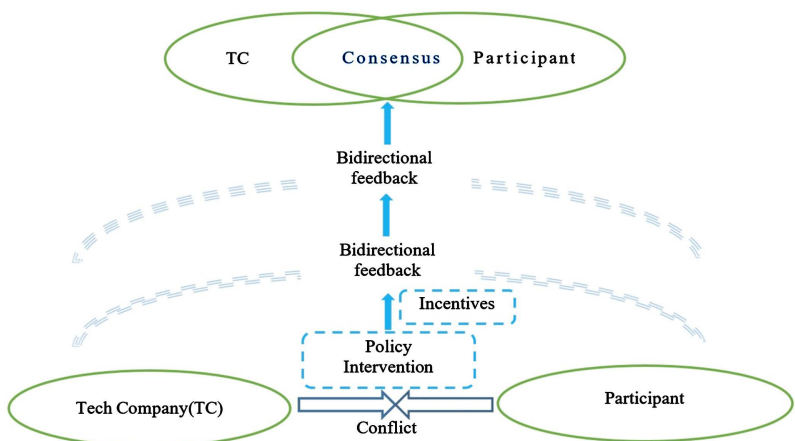 TC Consensus Participant
Bidirectional
feedback
Bidirectional
feedback
Incentives
Policy
Intervention
Tech Company(TC)
Participant
Conflict